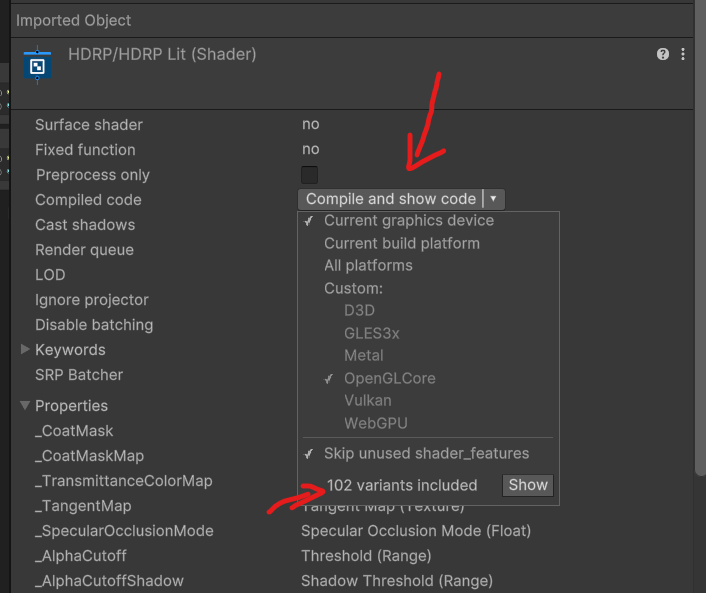 Imported Object
HDRP/HDRP Lit (Shader)
Surface shader no
Fixed function no
Preprocess only
Compiled code Compile and show code
Cast shadows Current graphics device
Render queue Current build platform
LOD All platforms
Ignore projector Custom:
Disable batching D3D
Keywords GLES3x
SRP Batcher Metal
OpenGLCore
Vulkan
WebGPU
Properties
_CoatMask
_CoatMaskMap Skip unused shader_features
_TransmittanceColorMap 102 variants included Show
_TangentMap Tangent Map (Texture)
_SpecularOcclusionMode Specular Occlusion Mode (Float)
_AlphaCutoff Threshold (Range)
_AlphaCutoffShadow Shadow Threshold (Range)